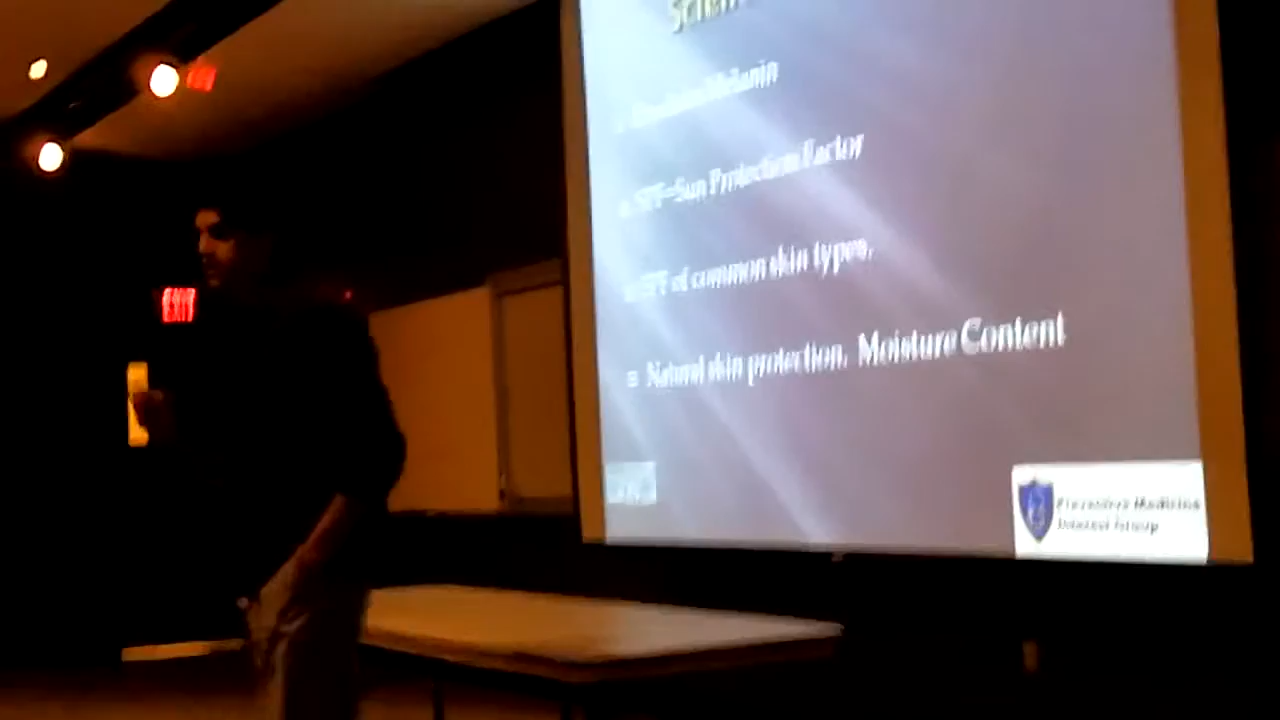 EXIT
Melanin
SPF=Sun Protection Factor
SPF of common skin types.
Natural skin protection. Moisture Content
Preventive Medicine
Interest Group